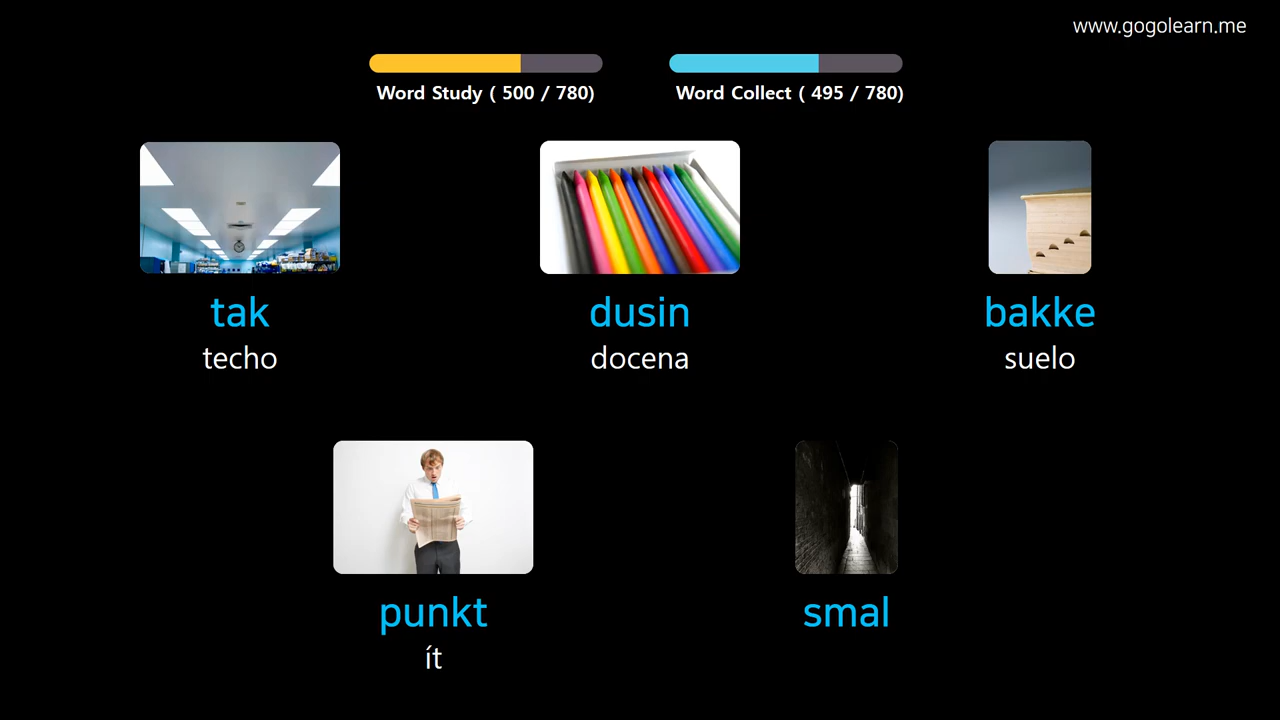 www.gogolearn.me
Word Study ( 500 / 780)
Word Collect ( 495 / 780)
tak
techo
dusin
docena
bakke
suelo
punkt
ít
smal